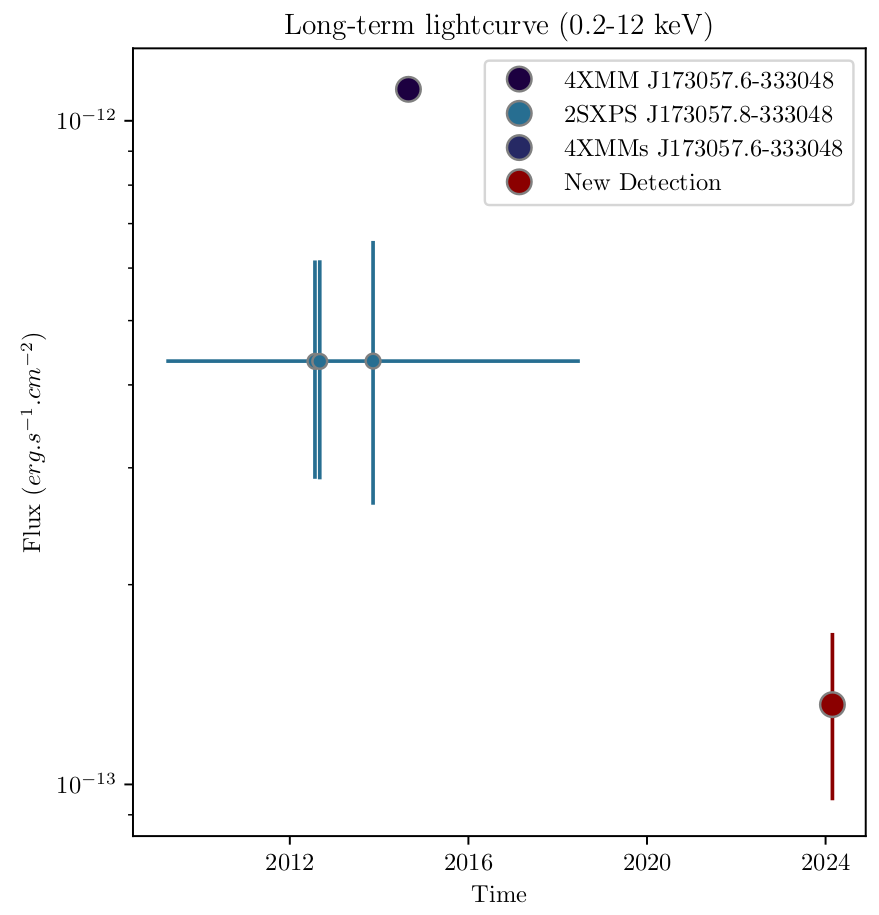 Long-term lightcurve (0.2-12 keV)
4XMM J173057.6-333048
2SXPS J173057.8-333048
4XMMs J173057.6-333048
New Detection
10⁻¹²
10⁻¹³
Flux (erg.s⁻¹.cm⁻²)
2012 2016 2020 2024
Time